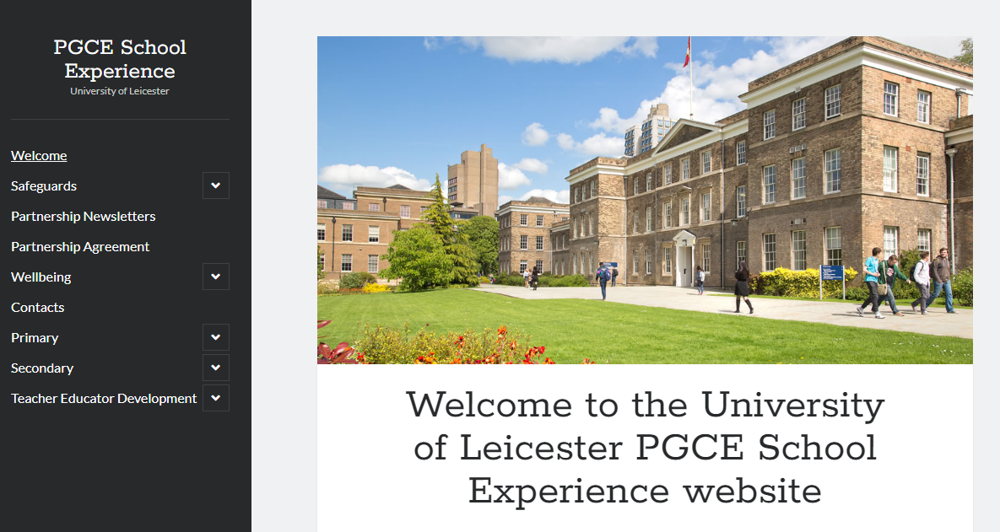 PGCE School
Experience
University of Leicester
Welcome
Safeguards
Partnership Newsletters
Partnership Agreement
Wellbeing
Contacts
Primary
Secondary
Teacher Educator Development
Welcome to the University
of Leicester PGCE School
Experience website